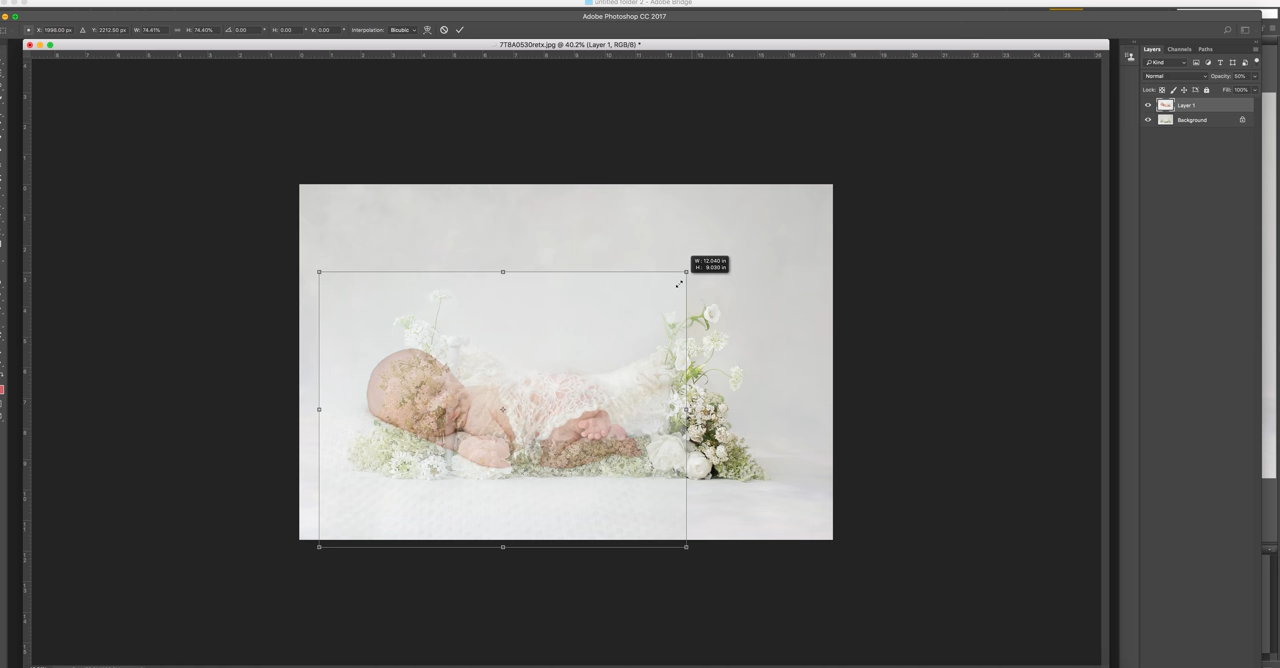 untitled folder 2 - Adobe Bridge
Adobe Photoshop CC 2017
X: 1998.00 px Y: 2212.50 px W: 74.41% H: 74.40% 0.00 ° H: 0.00 ° V: 0.00 ° Interpolation: Bicubic
7T8A0530retx.jpg @ 40.2% (Layer 1, RGB/8) *
Layers Channels Paths
Kind
Normal Opacity: 50%
Lock: Fill: 100%
Layer 1
Background
W: 12.040 in
H: 9.030 in